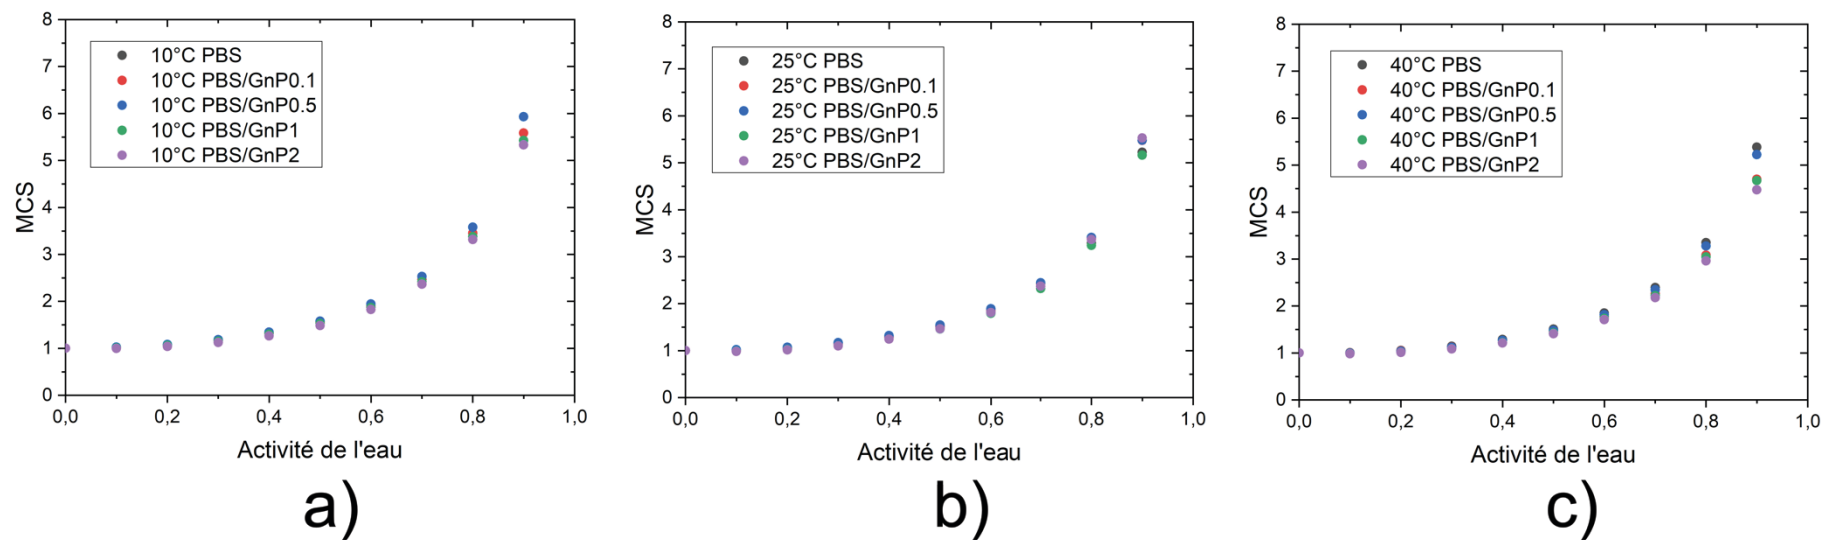 8
7
6
5
4
3
2
1
0
MCS
10°C PBS
10°C PBS/GnP0.1
10°C PBS/GnP0.5
10°C PBS/GnP1
10°C PBS/GnP2
0,0 0,2 0,4 0,6 0,8 1,0
Activité de l'eau
a)
8
7
6
5
4
3
2
1
0
MCS
25°C PBS
25°C PBS/GnP0.1
25°C PBS/GnP0.5
25°C PBS/GnP1
25°C PBS/GnP2
0,0 0,2 0,4 0,6 0,8 1,0
Activité de l'eau
b)
8
7
6
5
4
3
2
1
0
MCS
40°C PBS
40°C PBS/GnP0.1
40°C PBS/GnP0.5
40°C PBS/GnP1
40°C PBS/GnP2
0,0 0,2 0,4 0,6 0,8 1,0
Activité de l'eau
c)